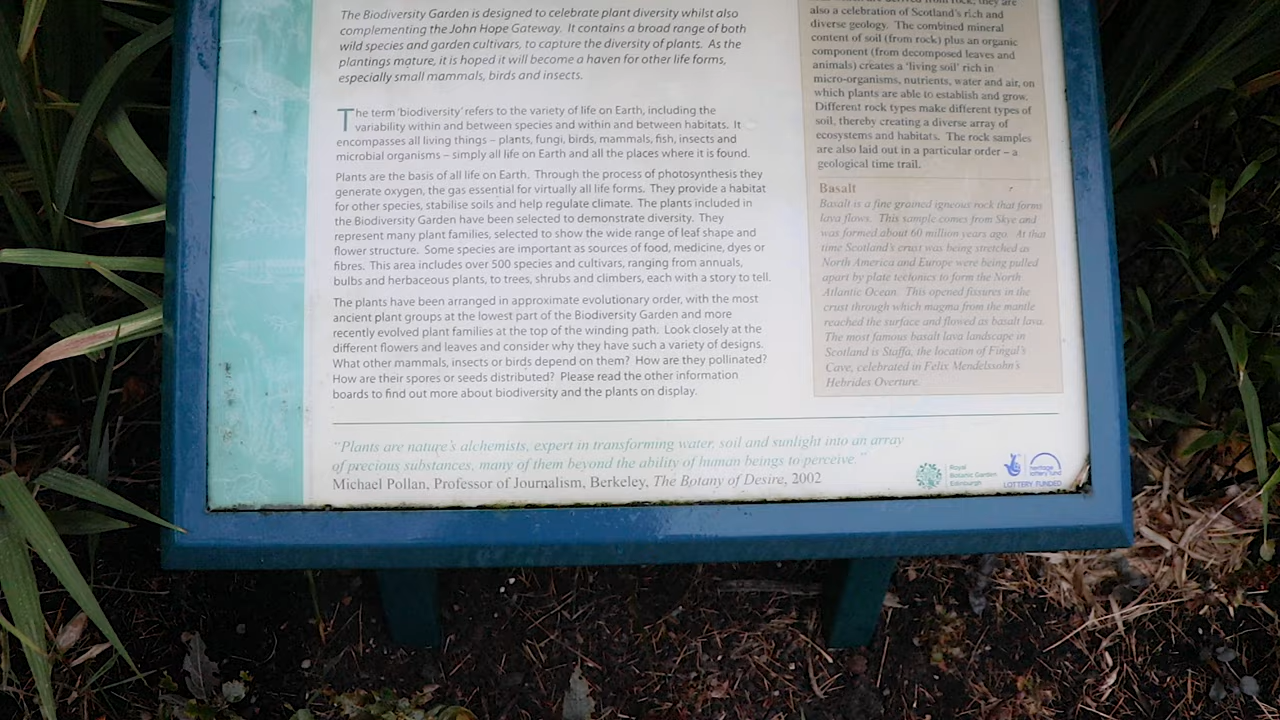 The Biodiversity Garden is designed to celebrate plant diversity whilst also
complementing the John Hope Gateway. It contains a broad range of both
wild species and garden cultivars, to capture the diversity of plants. As the
plantings mature, it is hoped it will become a haven for other life forms,
especially small mammals, birds and insects.
The term 'biodiversity' refers to the variety of life on Earth, including the
variability within and between species and within and between habitats. It
encompasses all living things – plants, fungi, birds, mammals, fish, insects and
microbial organisms – simply all life on Earth and all the places where it is found.
Plants are the basis of all life on Earth. Through the process of photosynthesis they
generate oxygen, the gas essential for virtually all life forms. They provide a habitat
for other species, stabilise soils and help regulate climate. The plants included in
the Biodiversity Garden have been selected to demonstrate diversity. They
represent many plant families, selected to show the wide range of leaf shape and
flower structure. Some species are important as sources of food, medicine, dyes or
fibres. This area includes over 500 species and cultivars, ranging from annuals,
bulbs and herbaceous plants, to trees, shrubs and climbers, each with a story to tell.
The plants have been arranged in approximate evolutionary order, with the most
ancient plant groups at the lowest part of the Biodiversity Garden and more
recently evolved plant families at the top of the winding path. Look closely at the
different flowers and leaves and consider why they have such a variety of designs.
What other mammals, insects or birds depend on them? How are they pollinated?
How are their spores or seeds distributed? Please read the other information
boards to find out more about biodiversity and the plants on display.
also a celebration of Scotland's rich and
diverse geology. The combined mineral
content of soil (from rock) plus an organic
component (from decomposed leaves and
animals) creates a 'living soil' rich in
micro-organisms, nutrients, water and air, on
which plants are able to establish and grow.
Different rock types make different types of
soil, thereby creating a diverse array of
ecosystems and habitats. The rock samples
are also laid out in a particular order – a
geological time trail.
Basalt
Basalt is a fine grained igneous rock that forms
lava flows. This sample comes from Skye and
was formed about 60 million years ago. At that
time Scotland's crust was being stretched as
North America and Europe were being pulled
apart by plate tectonics to form the North
Atlantic Ocean. This opened fissures in the
crust through which magma from the mantle
reached the surface and flowed as basalt lava.
The most famous basalt lava landscape in
Scotland is Staffa, the location of Fingal's
Cave, celebrated in Felix Mendelssohn's
Hebrides Overture.
"Plants are nature's alchemists, expert in transforming water, soil and sunlight into an array
of precious substances, many of them beyond the ability of human beings to perceive."
Michael Pollan, Professor of Journalism, Berkeley, The Botany of Desire, 2002
Royal
Botanic Garden
Edinburgh
heritage
lottery fund
LOTTERY FUNDED